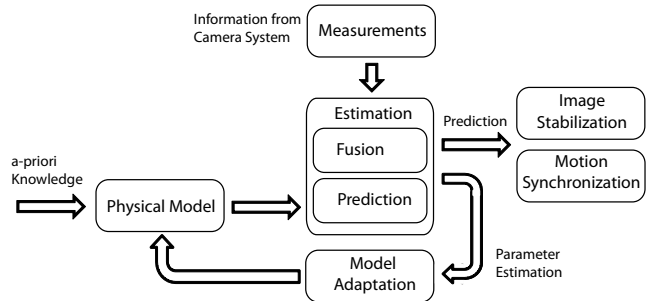 Information from
Camera System
Measurements
Estimation
Fusion
Prediction
Prediction
Image
Stabilization
Motion
Synchronization
a-priori
Knowledge
Physical Model
Model
Adaptation
Parameter
Estimation